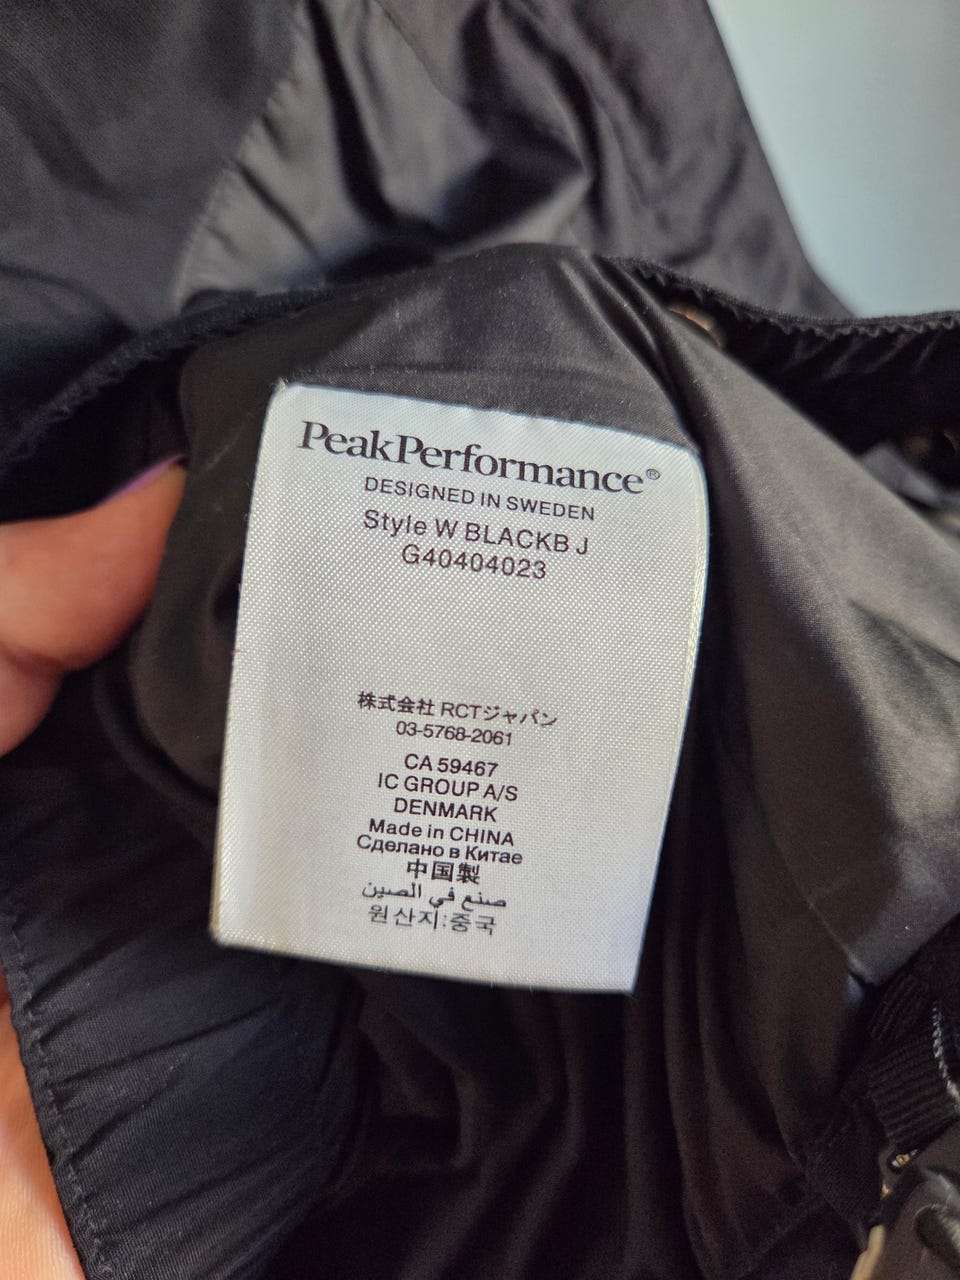 PeakPerformance®
DESIGNED IN SWEDEN
Style W BLACKB J
G40404023
株式会社 RCTジャパン
03-5768-2061
CA 59467
IC GROUP A/S
DENMARK
Made in CHINA
Сделано в Китае
中国製
صنع في الصين
원산지:중국